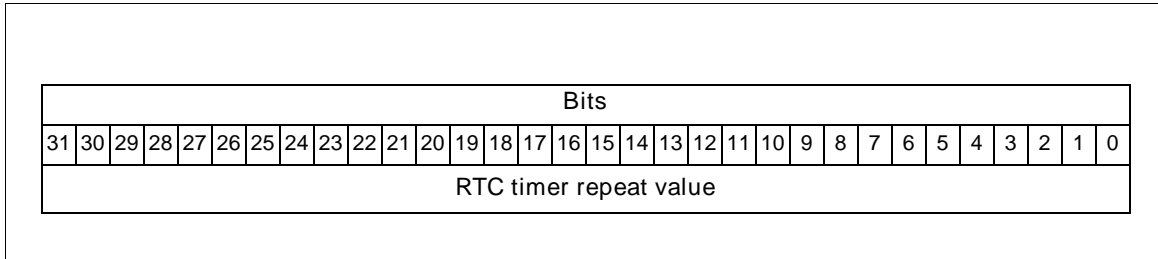 Bits
31 30 29 28 27 26 25 24 23 22 21 20 19 18 17 16 15 14 13 12 11 10 9 8 7 6 5 4 3 2 1 0
RTC timer repeat value